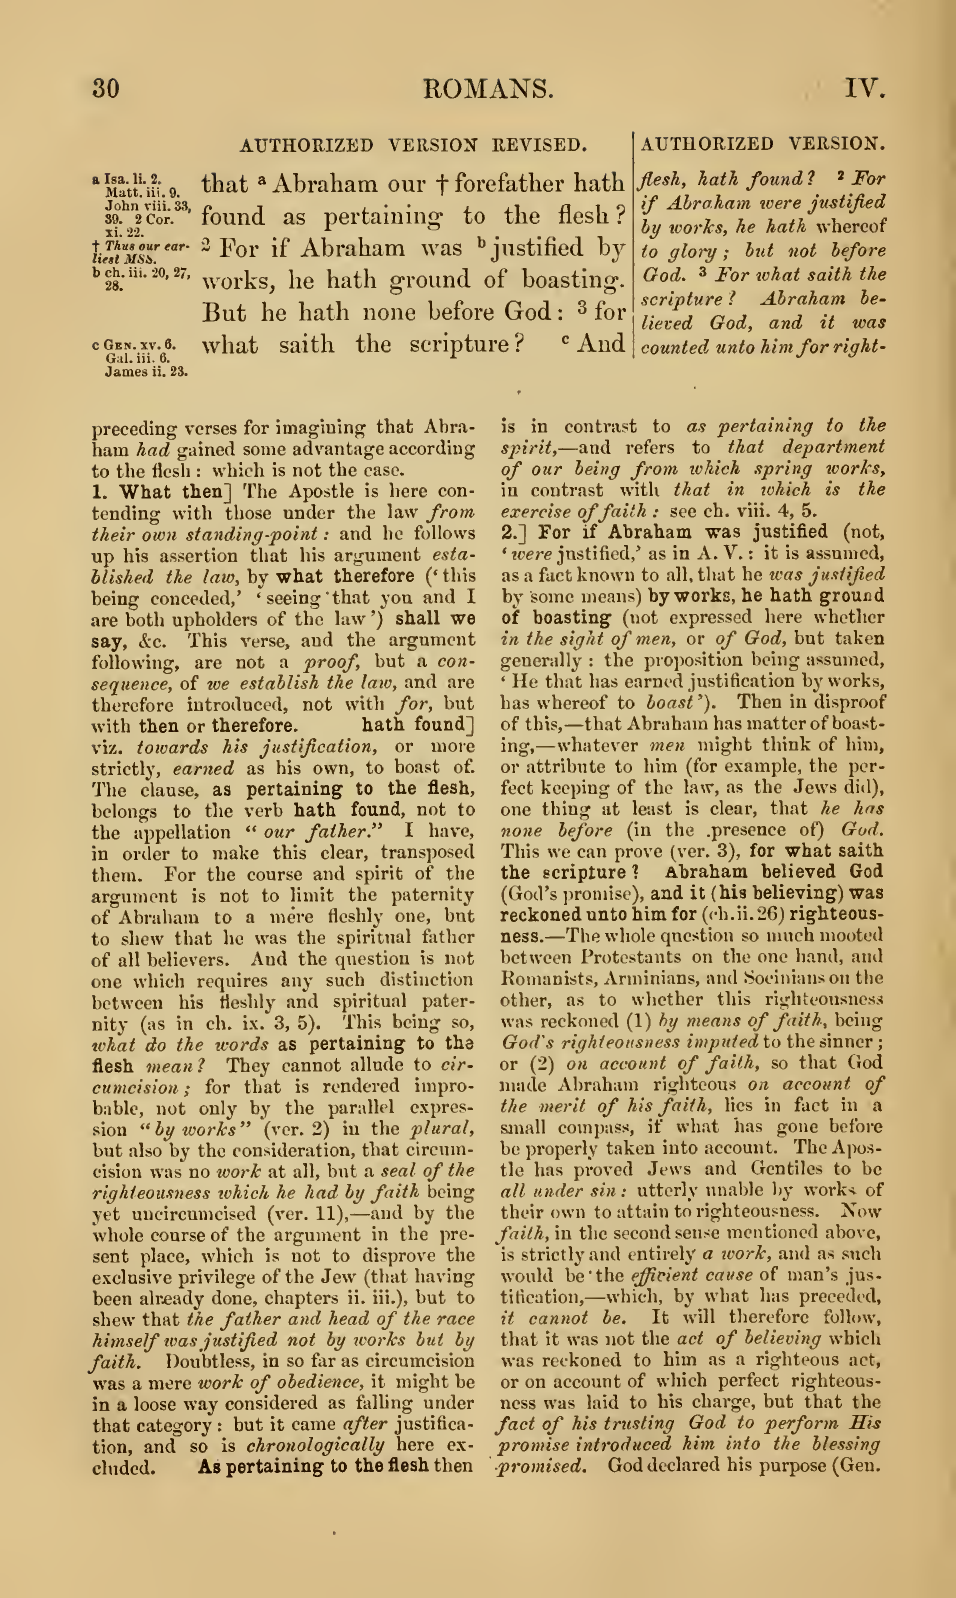 30 ROMANS. IV.
AUTHORIZED VERSION REVISED.
a Isa. li. 2.
Matt. iii. 9.
John viii. 33,
39. 2 Cor.
xi. 22.
† Thus our ear-
liest MSS.
b ch. iii. 20, 27,
28.
c GEN. xv. 6.
Gal. iii. 6.
James ii. 23.
that a Abraham our † forefather hath
found as pertaining to the flesh ?
2 For if Abraham was b justified by
works, he hath ground of boasting.
But he hath none before God : 3 for
what saith the scripture ? c And
AUTHORIZED VERSION.
flesh, hath found ? 2 For
if Abraham were justified
by works, he hath whereof
to glory ; but not before
God. 3 For what saith the
scripture ? Abraham be-
lieved God, and it was
counted unto him for right-
preceding verses for imagining that Abra-
ham had gained some advantage according
to the flesh : which is not the case.
1. What then] The Apostle is here con-
tending with those under the law from
their own standing-point : and he follows
up his assertion that his argument esta-
blished the law, by what therefore (‘ this
being conceded,’ ‘ seeing that you and I
are both upholders of the law ’) shall we
say, &c. This verse, and the argument
following, are not a proof, but a con-
sequence, of we establish the law, and are
therefore introduced, not with for, but
with then or therefore. hath found]
viz. towards his justification, or more
strictly, earned as his own, to boast of.
The clause, as pertaining to the flesh,
belongs to the verb hath found, not to
the appellation “ our father.” I have,
in order to make this clear, transposed
them. For the course and spirit of the
argument is not to limit the paternity
of Abraham to a mere fleshly one, but
to shew that he was the spiritual father
of all believers. And the question is not
one which requires any such distinction
between his fleshly and spiritual pater-
nity (as in ch. ix. 3, 5). This being so,
what do the words as pertaining to the
flesh mean ? They cannot allude to cir-
cumcision ; for that is rendered impro-
bable, not only by the parallel expres-
sion “ by works ” (ver. 2) in the plural,
but also by the consideration, that circum-
cision was no work at all, but a seal of the
righteousness which he had by faith being
yet uncircumcised (ver. 11),—and by the
whole course of the argument in the pre-
sent place, which is not to disprove the
exclusive privilege of the Jew (that having
been already done, chapters ii. iii.), but to
shew that the father and head of the race
himself was justified not by works but by
faith. Doubtless, in so far as circumcision
was a mere work of obedience, it might be
in a loose way considered as falling under
that category : but it came after justifica-
tion, and so is chronologically here ex-
cluded. As pertaining to the flesh then
is in contrast to as pertaining to the
spirit,—and refers to that department
of our being from which spring works,
in contrast with that in which is the
exercise of faith : see ch. viii. 4, 5.
2.] For if Abraham was justified (not,
‘ were justified,’ as in A. V. : it is assumed,
as a fact known to all, that he was justified
by some means) by works, he hath ground
of boasting (not expressed here whether
in the sight of men, or of God, but taken
generally : the proposition being assumed,
‘ He that has earned justification by works,
has whereof to boast ’). Then in disproof
of this,—that Abraham has matter of boast-
ing,—whatever men might think of him,
or attribute to him (for example, the per-
fect keeping of the law, as the Jews did),
one thing at least is clear, that he has
none before (in the presence of) God.
This we can prove (ver. 3), for what saith
the scripture ? Abraham believed God
(God’s promise), and it (his believing) was
reckoned unto him for (ch. ii. 26) righteous-
ness.—The whole question so much mooted
between Protestants on the one hand, and
Romanists, Arminians, and Socinians on the
other, as to whether this righteousness
was reckoned (1) by means of faith, being
God’s righteousness imputed to the sinner ;
or (2) on account of faith, so that God
made Abraham righteous on account of
the merit of his faith, lies in fact in a
small compass, if what has gone before
be properly taken into account. The Apos-
tle has proved Jews and Gentiles to be
all under sin : utterly unable by works of
their own to attain to righteousness. Now
faith, in the second sense mentioned above,
is strictly and entirely a work, and as such
would be the efficient cause of man’s jus-
tification,—which, by what has preceded,
it cannot be. It will therefore follow,
that it was not the act of believing which
was reckoned to him as a righteous act,
or on account of which perfect righteous-
ness was laid to his charge, but that the
fact of his trusting God to perform His
promise introduced him into the blessing
promised. God declared his purpose (Gen.